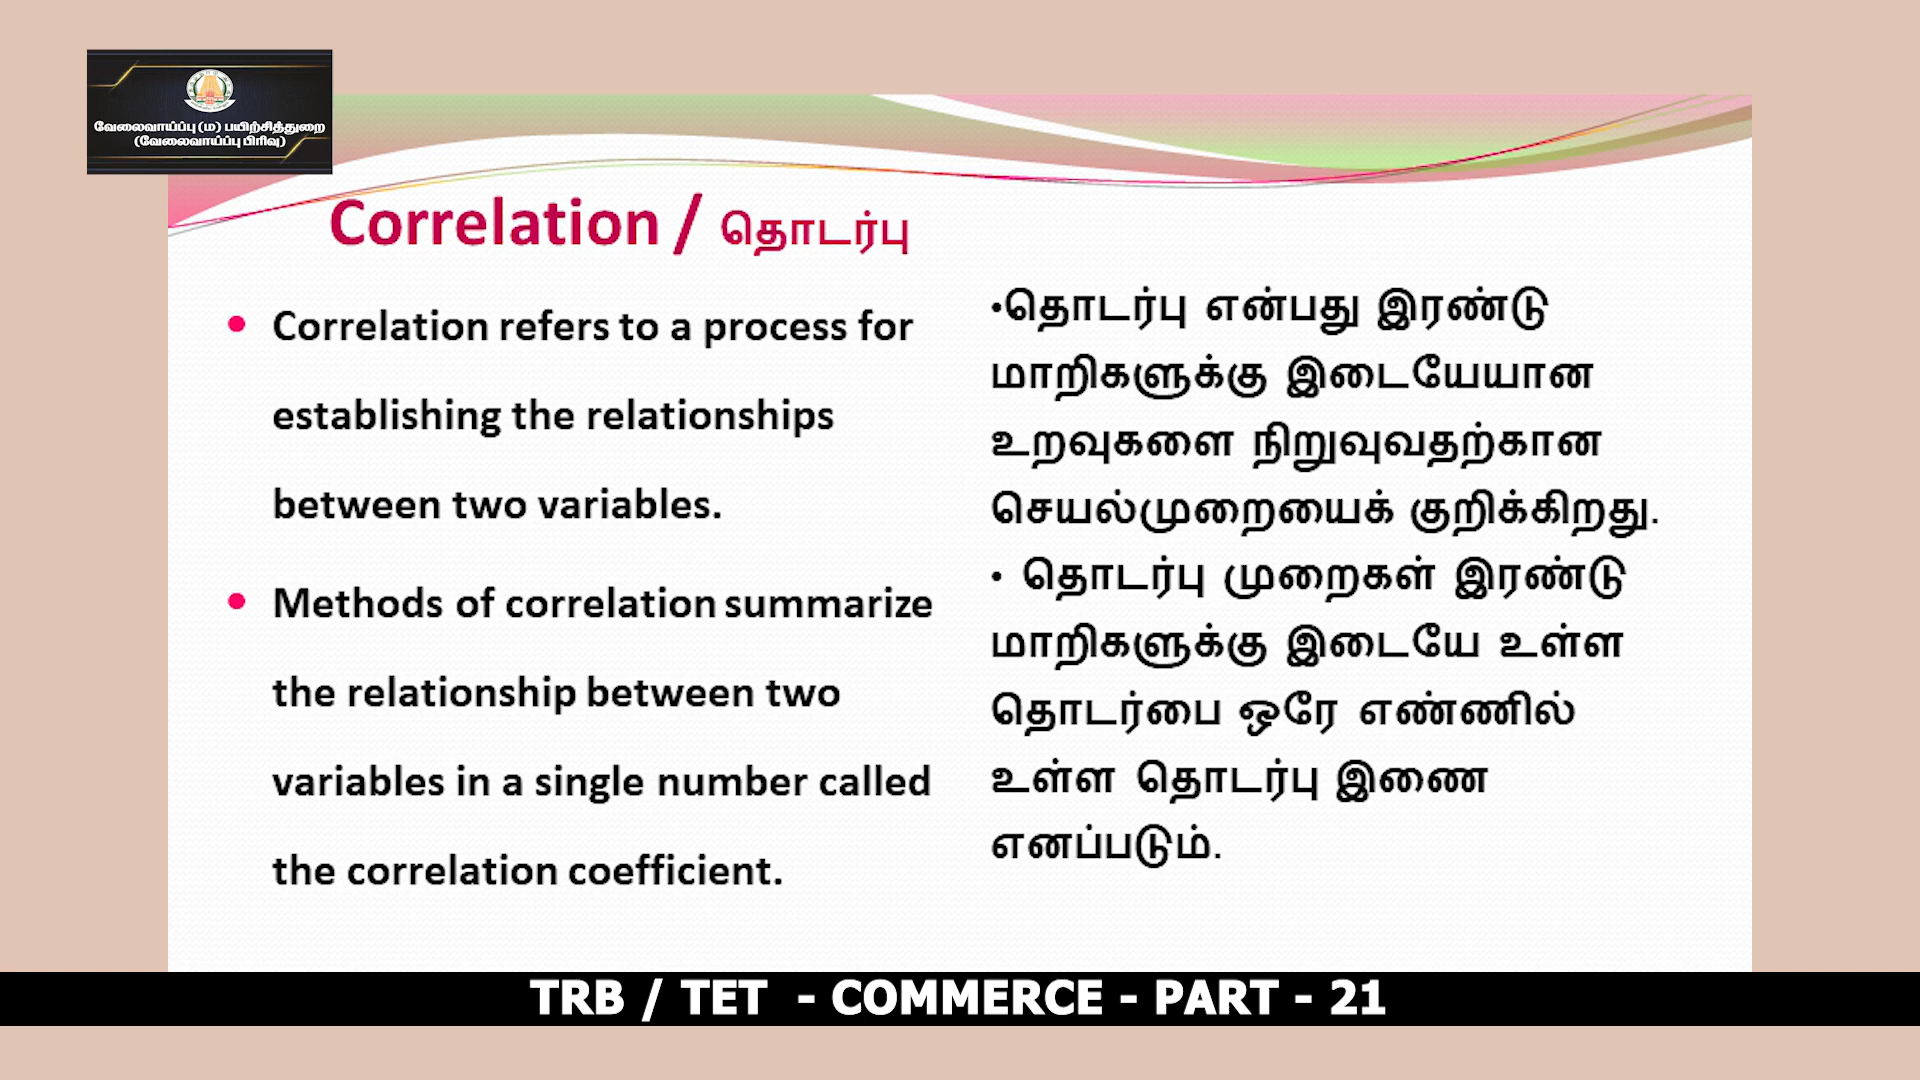 வேலைவாய்ப்பு (ம) பயிற்சித்துறை
(வேலைவாய்ப்பு பிரிவு)
Correlation / தொடர்பு
• Correlation refers to a process for
establishing the relationships
between two variables.
• Methods of correlation summarize
the relationship between two
variables in a single number called
the correlation coefficient.
•தொடர்பு என்பது இரண்டு
மாறிகளுக்கு இடையேயான
உறவுகளை நிறுவுவதற்கான
செயல்முறையைக் குறிக்கிறது.
• தொடர்பு முறைகள் இரண்டு
மாறிகளுக்கு இடையே உள்ள
தொடர்பை ஒரே எண்ணில்
உள்ள தொடர்பு இணை
எனப்படும்.
TRB / TET - COMMERCE - PART - 21